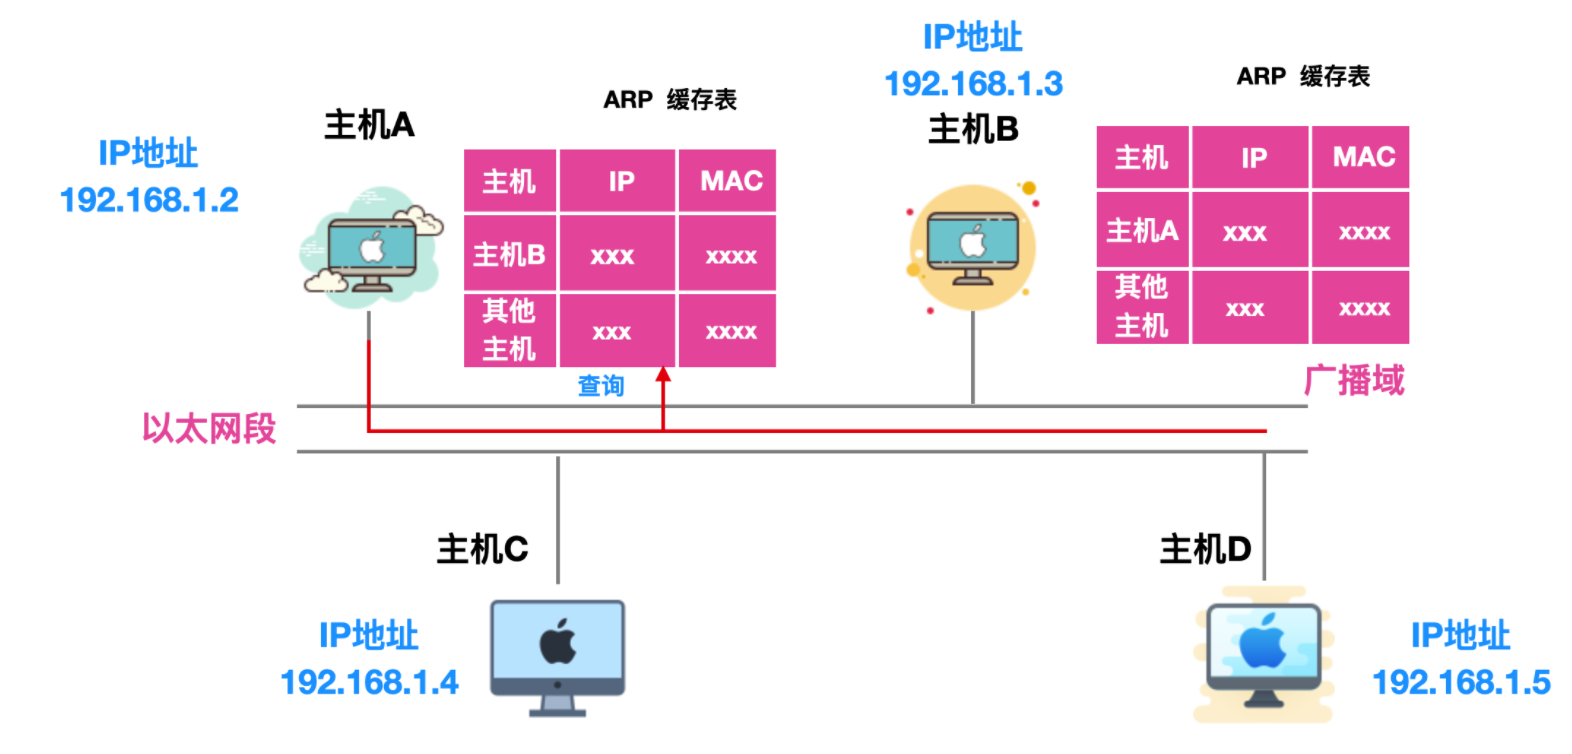 IP地址
192.168.1.3
ARP 缓存表
ARP 缓存表
主机A
主机B
IP地址
192.168.1.2
主机 IP MAC
主机B xxx xxxx
其他
主机 xxx xxxx
主机 IP MAC
主机A xxx xxxx
其他
主机 xxx xxxx
查询
广播域
以太网段
主机C
主机D
IP地址
192.168.1.4
IP地址
192.168.1.5